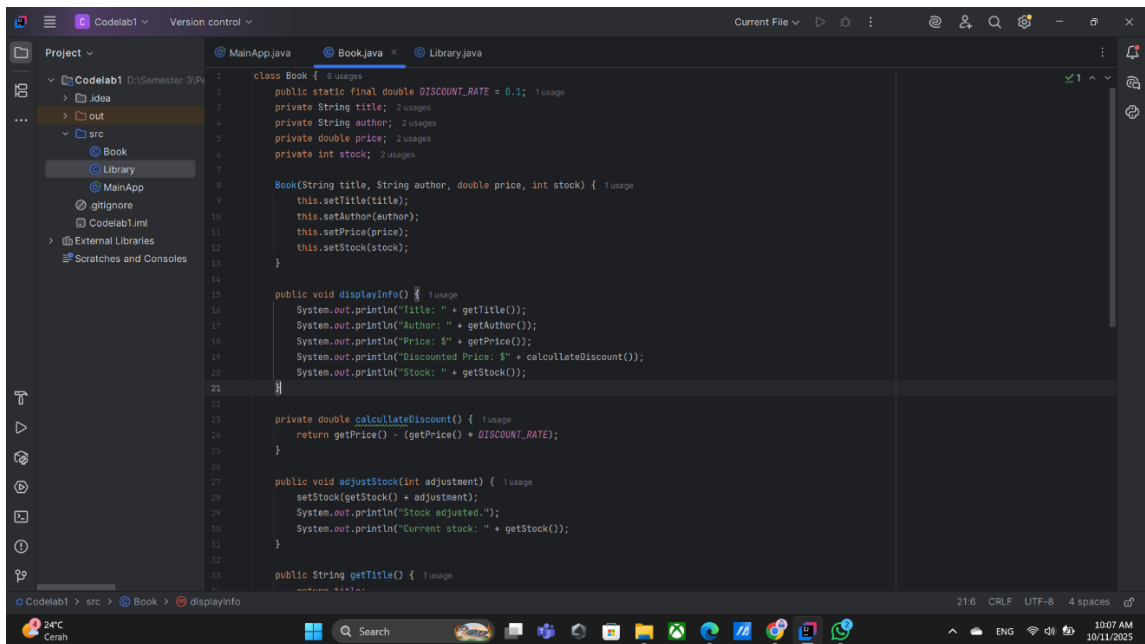 Codelab1
Version control
Current File
Project
MainApp.java
Book.java
Library.java
Codelab1 D:\Semester 3\Pe
.idea
out
src
Book
Library
MainApp
.gitignore
Codelab1.iml
External Libraries
Scratches and Consoles
1
1 class Book { 6 usages
2 public static final double DISCOUNT_RATE = 0.1; 1 usage
3 private String title; 2 usages
4 private String author; 2 usages
5 private double price; 2 usages
6 private int stock; 2 usages
7
8 Book(String title, String author, double price, int stock) { 1 usage
9 this.setTitle(title);
10 this.setAuthor(author);
11 this.setPrice(price);
12 this.setStock(stock);
13 }
14
15 public void displayInfo() { 1 usage
16 System.out.println("Title: " + getTitle());
17 System.out.println("Author: " + getAuthor());
18 System.out.println("Price: $" + getPrice());
19 System.out.println("Discounted Price: $" + calcullateDiscount());
20 System.out.println("Stock: " + getStock());
21 }
22
23 private double calcullateDiscount() { 1 usage
24 return getPrice() - (getPrice() * DISCOUNT_RATE);
25 }
26
27 public void adjustStock(int adjustment) { 1 usage
28 setStock(getStock() + adjustment);
29 System.out.println("Stock adjusted.");
30 System.out.println("Current stock: " + getStock());
31 }
32
33 public String getTitle() { 1 usage
return title;
Codelab1 > src > Book > displayInfo
21:6 CRLF UTF-8 4 spaces
4
24°C
Cerah
Search
ENG
10:07 AM
10/11/2025